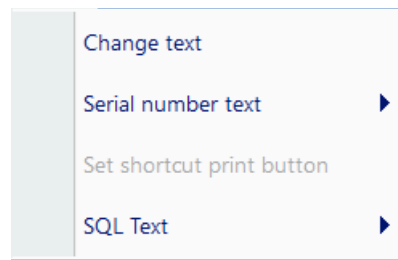 Change text
Serial number text
Set shortcut print button
SQL Text